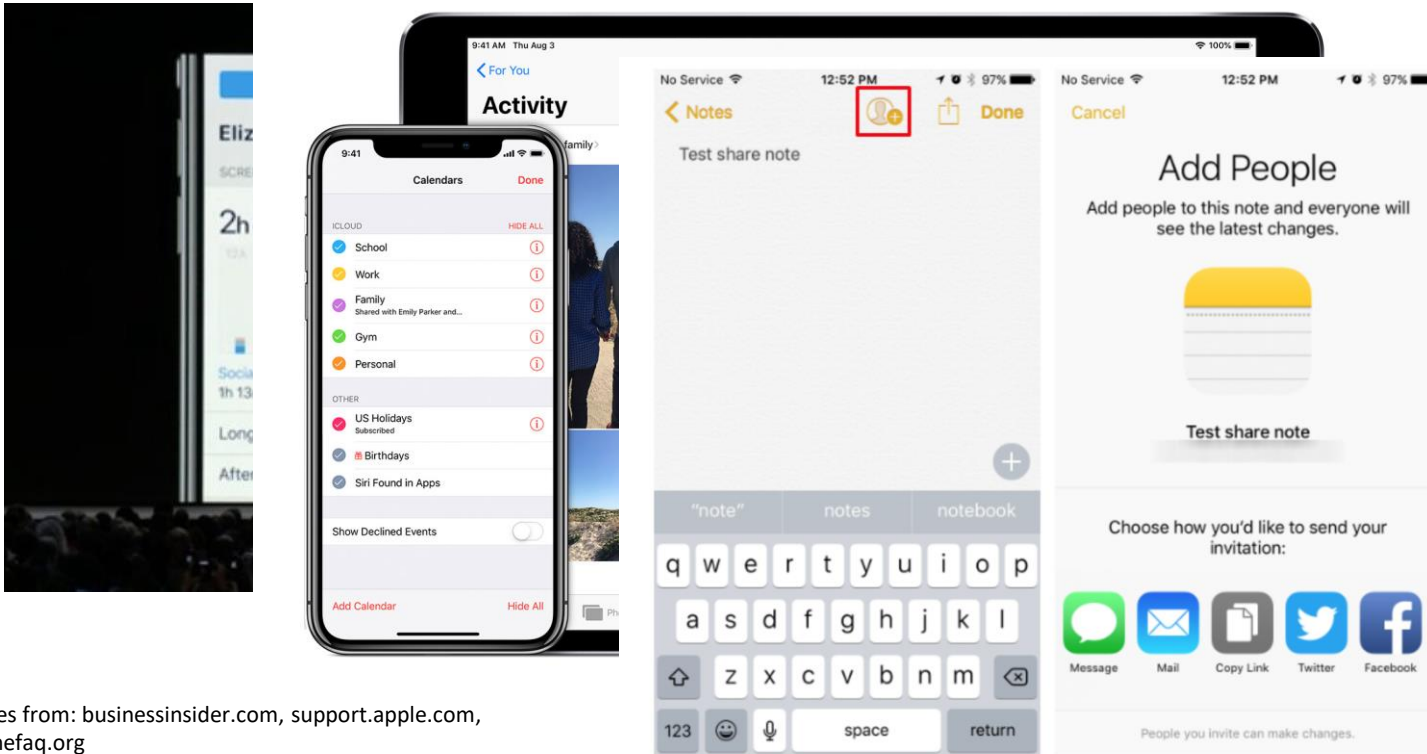 Eliz
SCRE
2h
12A
Socia
1h 13
Long
After
9:41 AM Thu Aug 3
100%
For You
Activity
family
9:41
Calendars
Done
ICLOUD
HIDE ALL
School
Work
Family
Shared with Emily Parker and...
Gym
Personal
OTHER
US Holidays
Subscribed
Birthdays
Siri Found in Apps
Show Declined Events
Add Calendar
Hide All
Ph
No Service
12:52 PM
97%
Notes
Done
Test share note
"note"
notes
notebook
q w e r t y u i o p
a s d f g h j k l
z x c v b n m
123
space
return
No Service
12:52 PM
97%
Cancel
Add People
Add people to this note and everyone will
see the latest changes.
Test share note
Choose how you'd like to send your
invitation:
Message
Mail
Copy Link
Twitter
Facebook
People you invite can make changes.
es from: businessinsider.com, support.apple.com,
nefaq.org